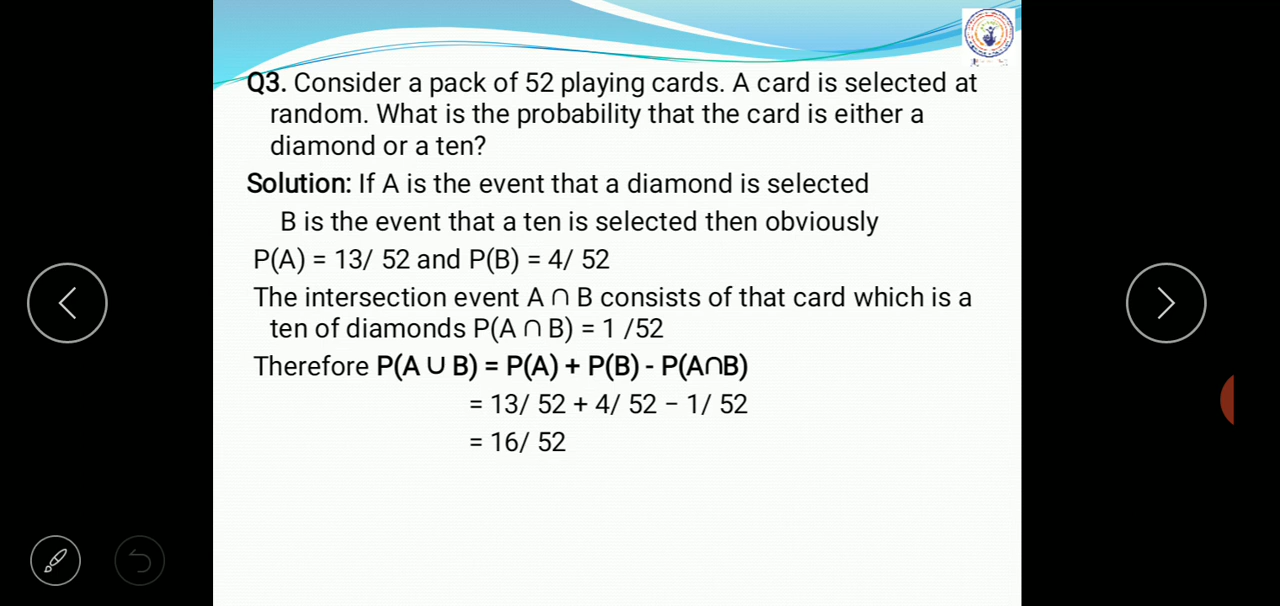 Q3. Consider a pack of 52 playing cards. A card is selected at
random. What is the probability that the card is either a
diamond or a ten?
Solution: If A is the event that a diamond is selected
B is the event that a ten is selected then obviously
P(A) = 13/ 52 and P(B) = 4/ 52
The intersection event A ∩ B consists of that card which is a
ten of diamonds P(A ∩ B) = 1 /52
Therefore P(A ∪ B) = P(A) + P(B) - P(A∩B)
= 13/ 52 + 4/ 52 − 1/ 52
= 16/ 52